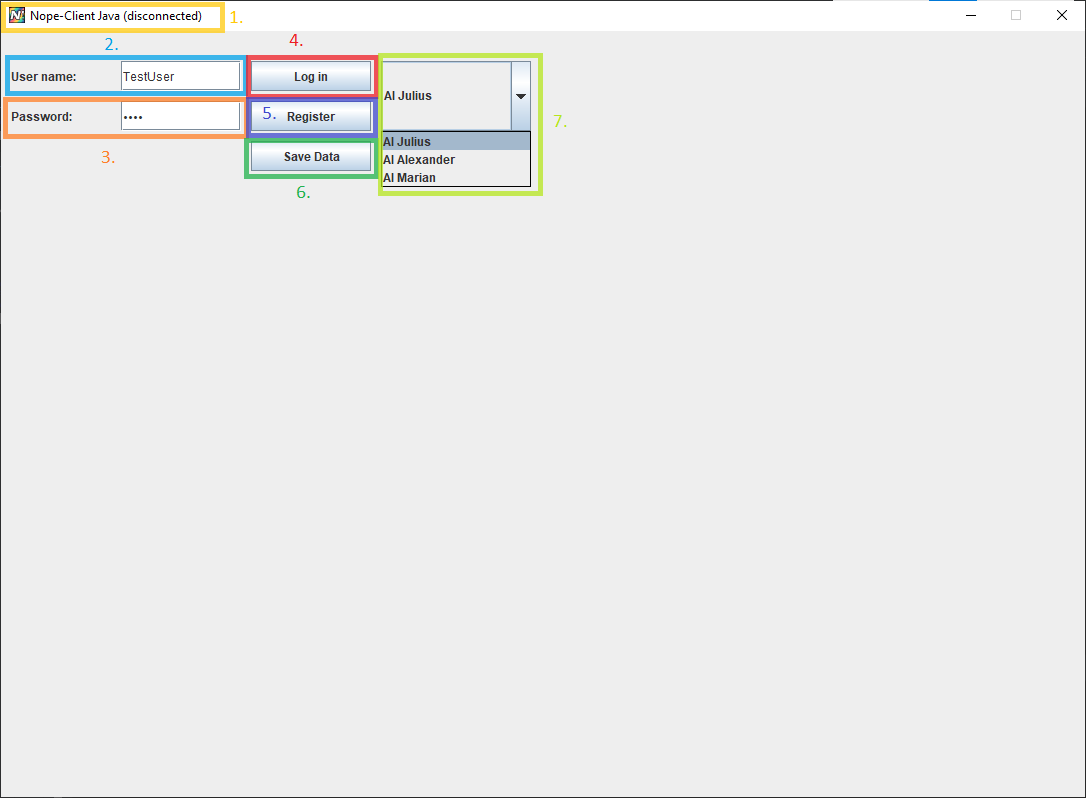 Nope-Client Java (disconnected)
1.
2.
4.
User name:
TestUser
Log in
AI Julius
7.
Password:
••••
5.
Register
3.
Save Data
6.
AI Julius
AI Alexander
AI Marian